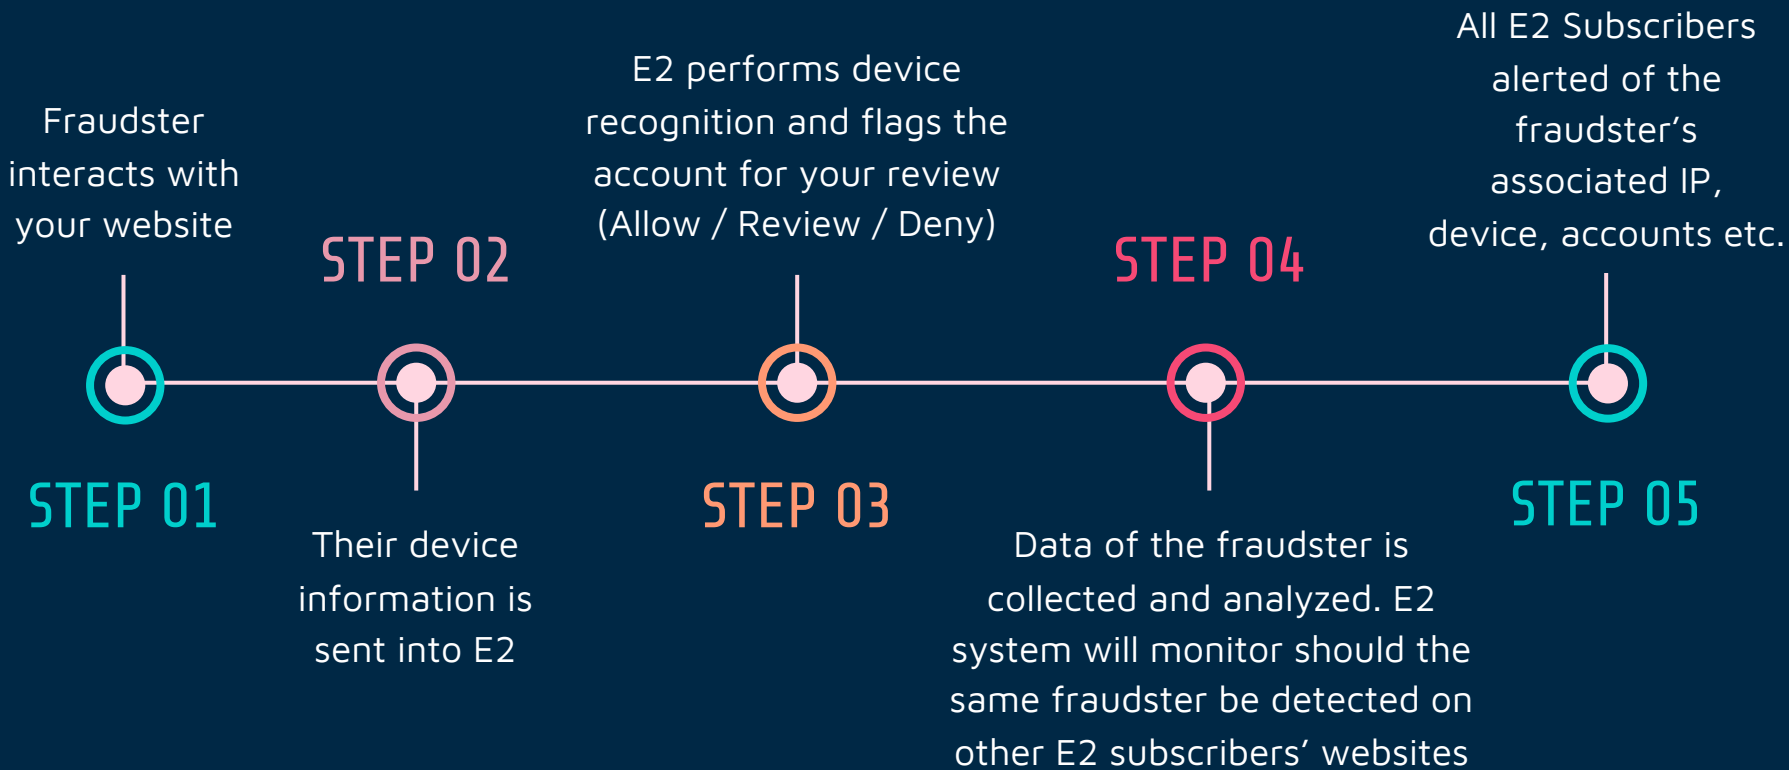 Fraudster
interacts with
your website
STEP 01
STEP 02
Their device
information is
sent into E2
E2 performs device
recognition and flags the
account for your review
(Allow / Review / Deny)
STEP 03
STEP 04
Data of the fraudster is
collected and analyzed. E2
system will monitor should the
same fraudster be detected on
other E2 subscribers’ websites
All E2 Subscribers
alerted of the
fraudster’s
associated IP,
device, accounts etc.
STEP 05